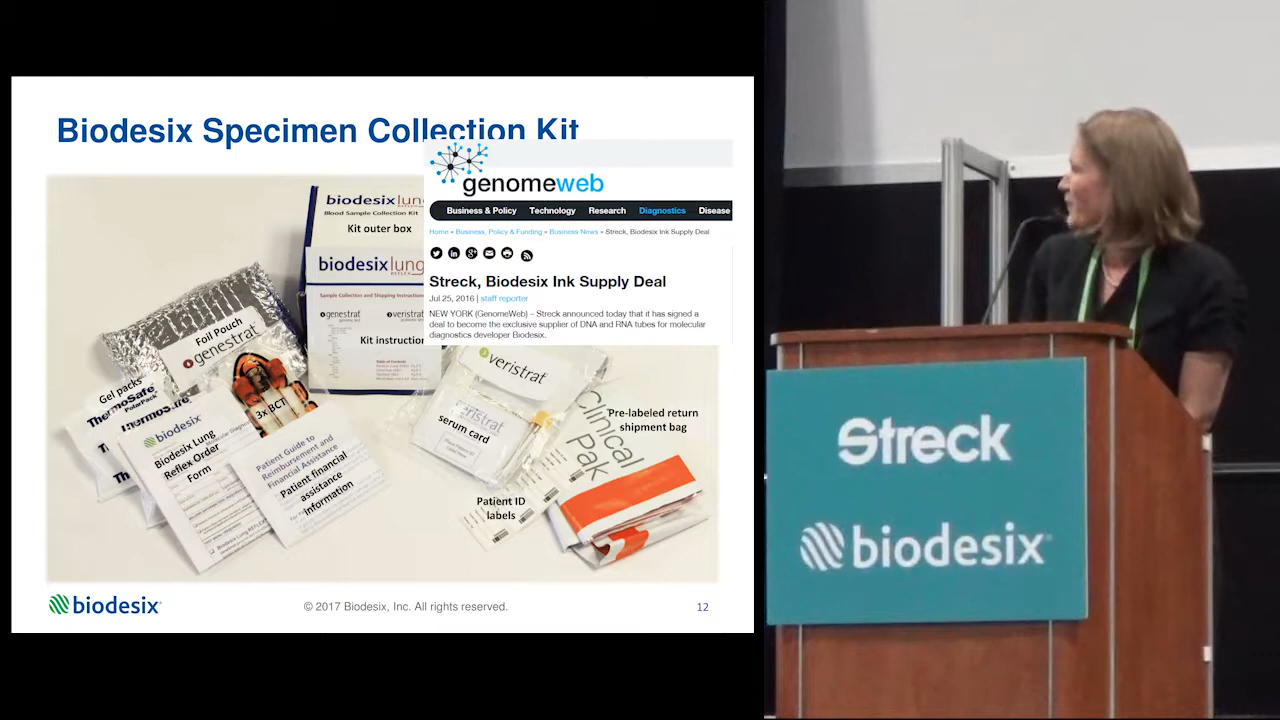 Biodesix Specimen Collection Kit
genomeweb
Business & Policy Technology Research Diagnostics Disease
Home » Business, Policy & Funding » Business News » Streck, Biodesix Ink Supply Deal
Streck, Biodesix Ink Supply Deal
Jul 25, 2016 | staff reporter
NEW YORK (GenomeWeb) – Streck announced today that it has signed a
deal to become the exclusive supplier of DNA and RNA tubes for molecular
diagnostics developer Biodesix.
biodesix lung
Blood Sample Collection Kit
Kit outer box
biodesix lung
REFLEX
Sample Collection and Shipping Instructions
genestrat
veristrat
Kit instruction
Table of Contents
Foil Pouch
genestrat
Gel packs
ThermoSafe
PolarPack
ThermoSafe
3x BCT
biodesix
Biodesix Lung
Reflex Order
Form
Patient Guide to
Reimbursement and
Financial Assistance
Patient financial
assistance
information
veristrat
veristrat
serum card
Clinical
Pak
Pre-labeled return
shipment bag
Patient ID
labels
biodesix
© 2017 Biodesix, Inc. All rights reserved.
12
Streck
biodesix